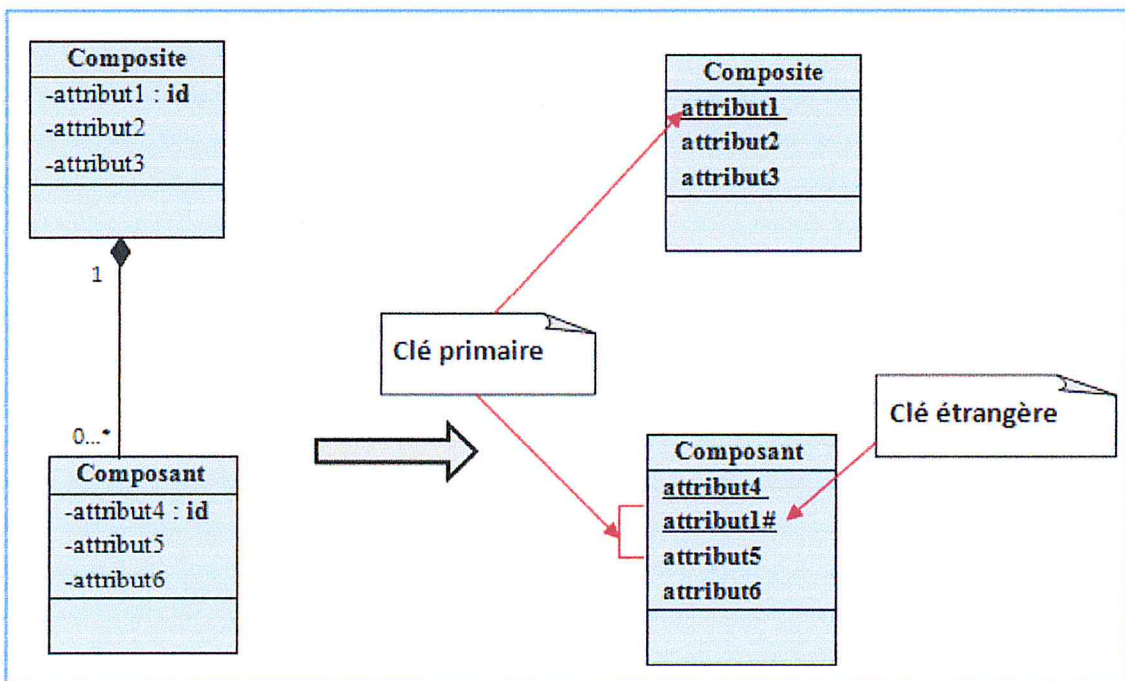 Composite
-attribut1 : id
-attribut2
-attribut3
1
0...*
Composant
-attribut4 : id
-attribut5
-attribut6
Composite
attribut1
attribut2
attribut3
Clé primaire
Clé étrangère
Composant
attribut4
attribut1#
attribut5
attribut6